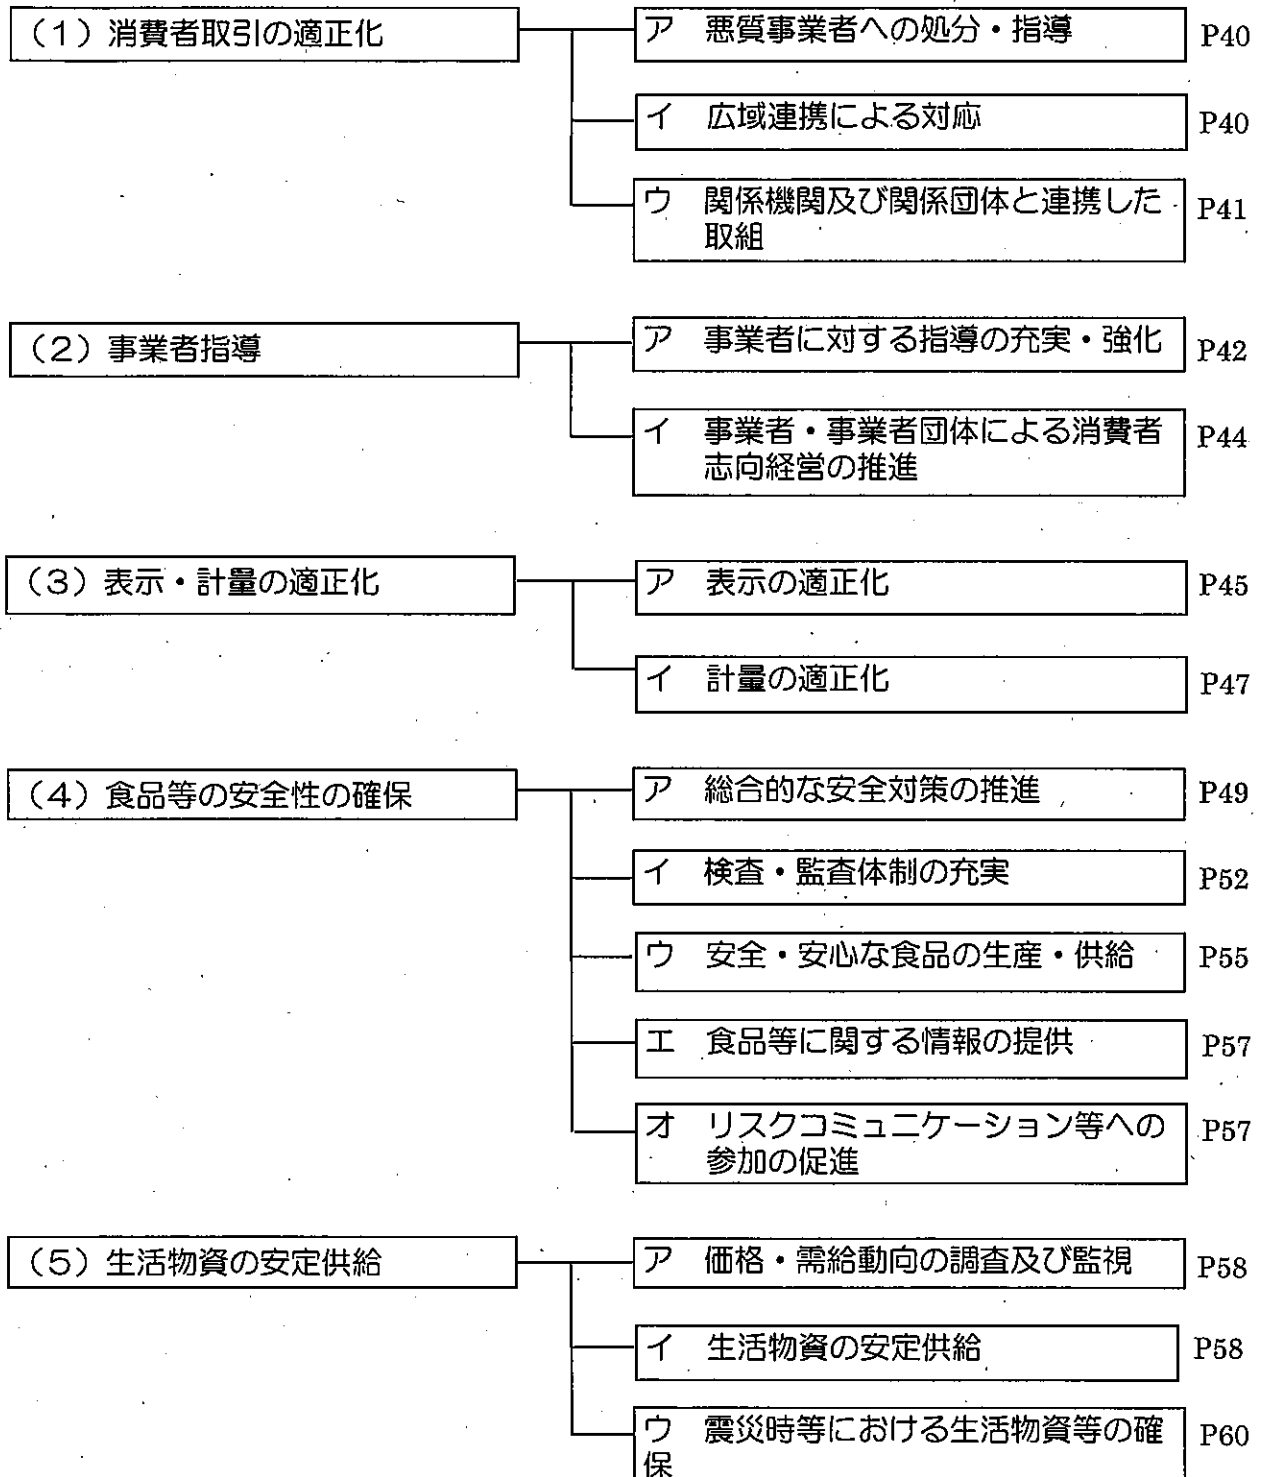 (1)消費者取引の適正化
ア 悪質事業者への処分・指導 P40
イ 広域連携による対応 P40
ウ 関係機関及び関係団体と連携した P41
取組
(2)事業者指導
ア 事業者に対する指導の充実・強化 P42
イ 事業者・事業者団体による消費者 P44
志向経営の推進
(3)表示・計量の適正化
ア 表示の適正化 P45
イ 計量の適正化 P47
(4)食品等の安全性の確保
ア 総合的な安全対策の推進 P49
イ 検査・監査体制の充実 P52
ウ 安全・安心な食品の生産・供給 P55
エ 食品等に関する情報の提供 P57
オ リスクコミュニケーション等への P57
参加の促進
(5)生活物資の安定供給
ア 価格・需給動向の調査及び監視 P58
イ 生活物資の安定供給 P58
ウ 震災時等における生活物資等の確 P60
保